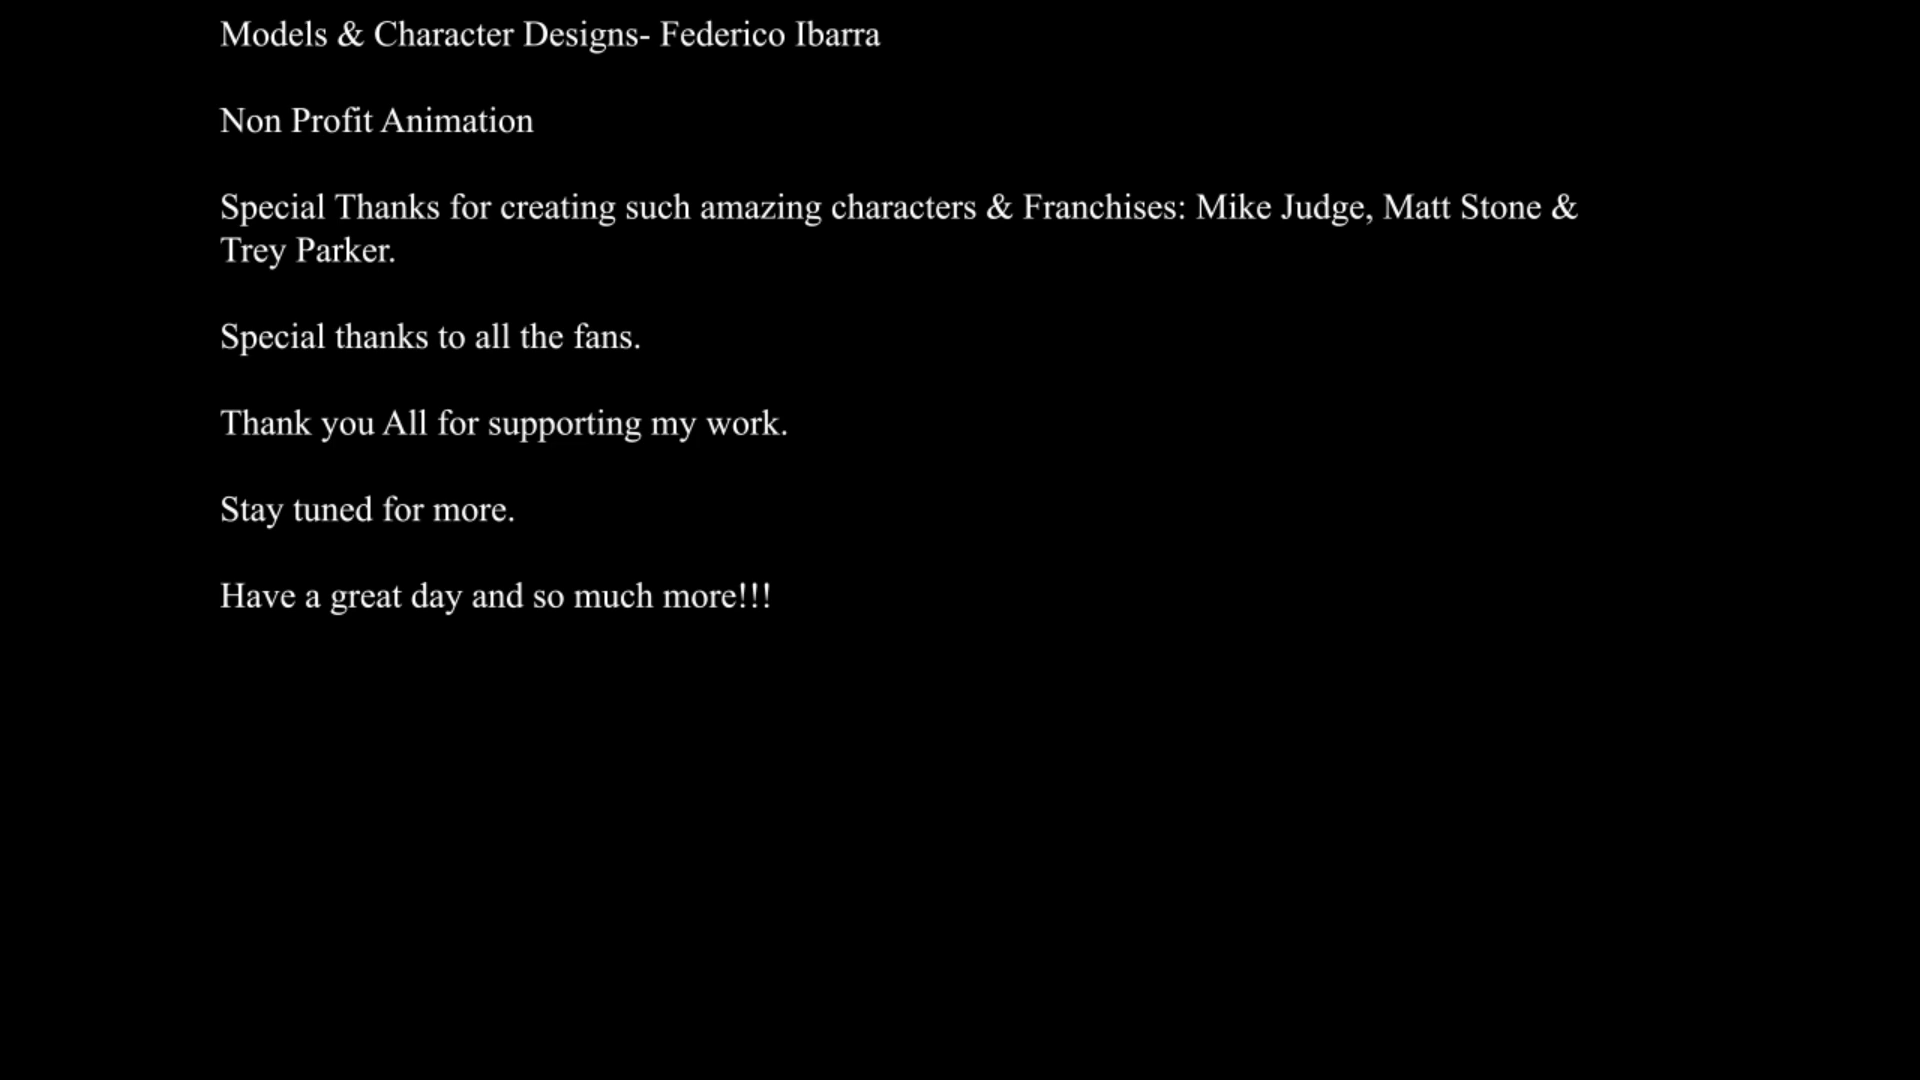 Models & Character Designs- Federico Ibarra
Non Profit Animation
Special Thanks for creating such amazing characters & Franchises: Mike Judge, Matt Stone &
Trey Parker.
Special thanks to all the fans.
Thank you All for supporting my work.
Stay tuned for more.
Have a great day and so much more!!!